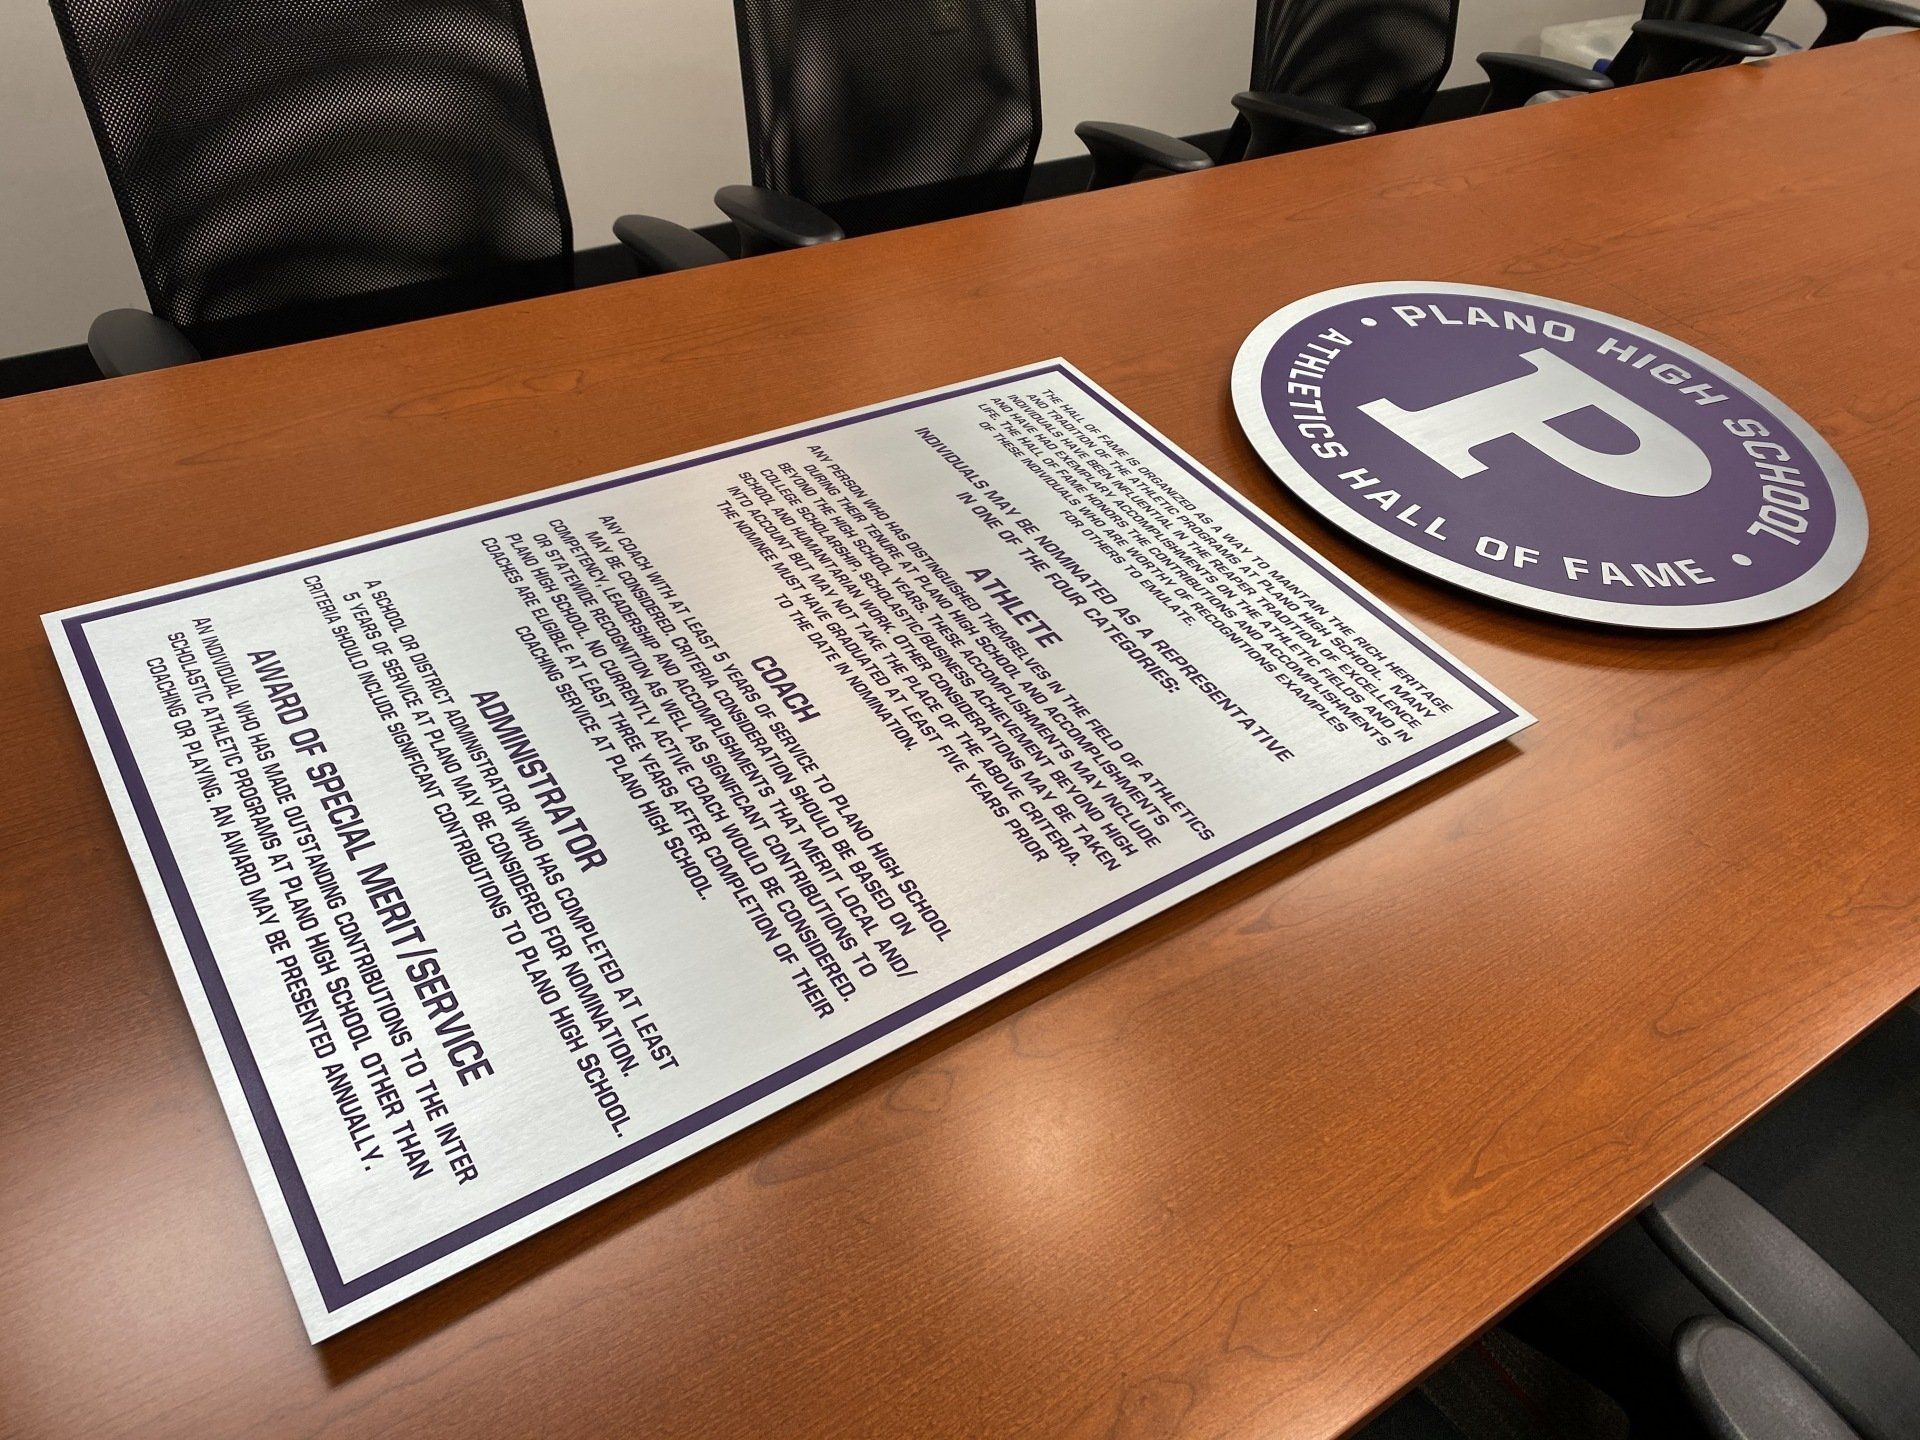 THE HALL OF FAME IS ORGANIZED AS A WAY TO MAINTAIN THE RICH HERITAGE
AND TRADITION OF THE ATHLETIC PROGRAMS AT PLANO HIGH SCHOOL. MANY
INDIVIDUALS HAVE BEEN INFLUENTIAL IN THE REAPER TRADITION OF EXCELLENCE
AND HAVE HAD EXEMPLARY ACCOMPLISHMENTS ON THE ATHLETIC FIELDS AND IN
LIFE. THE HALL OF FAME HONORS THE CONTRIBUTIONS AND ACCOMPLISHMENTS
OF THESE INDIVIDUALS WHO ARE WORTHY OF RECOGNITIONS EXAMPLES
FOR OTHERS TO EMULATE.
INDIVIDUALS MAY BE NOMINATED AS A REPRESENTATIVE
IN ONE OF THE FOUR CATEGORIES:
ATHLETE
ANY PERSON WHO HAS DISTINGUISHED THEMSELVES IN THE FIELD OF ATHLETICS
DURING THEIR TENURE AT PLANO HIGH SCHOOL AND ACCOMPLISHMENTS
BEYOND THE HIGH SCHOOL YEARS. THESE ACCOMPLISHMENTS MAY INCLUDE
COLLEGE SCHOLARSHIP, SCHOLASTIC/BUSINESS ACHIEVEMENT BEYOND HIGH
SCHOOL AND HUMANITARIAN WORK. OTHER CONSIDERATIONS MAY BE TAKEN
INTO ACCOUNT BUT MAY NOT TAKE THE PLACE OF THE ABOVE CRITERIA.
THE NOMINEE MUST HAVE GRADUATED AT LEAST FIVE YEARS PRIOR
TO THE DATE IN NOMINATION.
COACH
ANY COACH WITH AT LEAST 5 YEARS OF SERVICE TO PLANO HIGH SCHOOL
MAY BE CONSIDERED. CRITERIA CONSIDERATION SHOULD BE BASED ON
COMPETENCY, LEADERSHIP AND ACCOMPLISHMENTS THAT MERIT LOCAL AND/
OR STATEWIDE RECOGNITION AS WELL AS SIGNIFICANT CONTRIBUTIONS TO
PLANO HIGH SCHOOL. NO CURRENTLY ACTIVE COACH WOULD BE CONSIDERED.
COACHES ARE ELIGIBLE AT LEAST THREE YEARS AFTER COMPLETION OF THEIR
COACHING SERVICE AT PLANO HIGH SCHOOL.
ADMINISTRATOR
A SCHOOL OR DISTRICT ADMINISTRATOR WHO HAS COMPLETED AT LEAST
5 YEARS OF SERVICE AT PLANO MAY BE CONSIDERED FOR NOMINATION.
CRITERIA SHOULD INCLUDE SIGNIFICANT CONTRIBUTIONS TO PLANO HIGH SCHOOL.
AWARD OF SPECIAL MERIT/SERVICE
AN INDIVIDUAL WHO HAS MADE OUTSTANDING CONTRIBUTIONS TO THE INTER
SCHOLASTIC ATHLETIC PROGRAMS AT PLANO HIGH SCHOOL OTHER THAN
COACHING OR PLAYING. AN AWARD MAY BE PRESENTED ANNUALLY.
• PLANO HIGH SCHOOL •
P
ATHLETICS HALL OF FAME